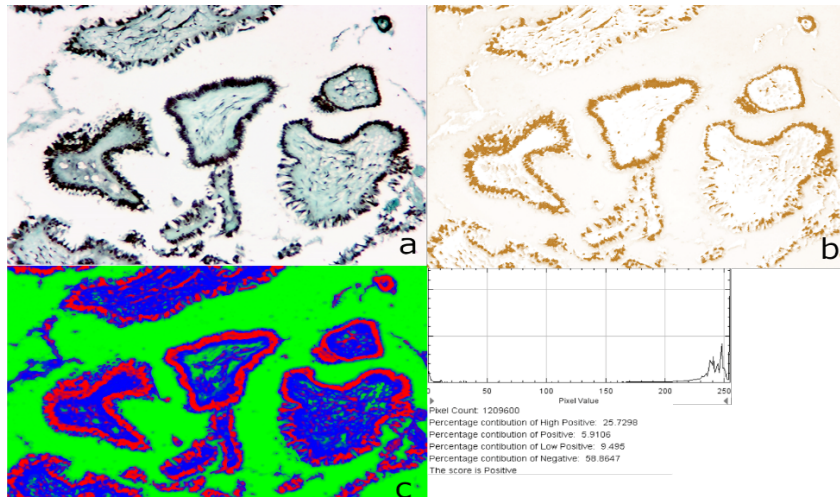 a
b
c
0 50 100 150 200 250
Pixel Value
Pixel Count: 1209600
Percentage contibution of High Positive: 25.7298
Percentage contibution of Positive: 5.9106
Percentage contibution of Low Positive: 9.495
Percentage contibution of Negative: 58.8647
The score is Positive